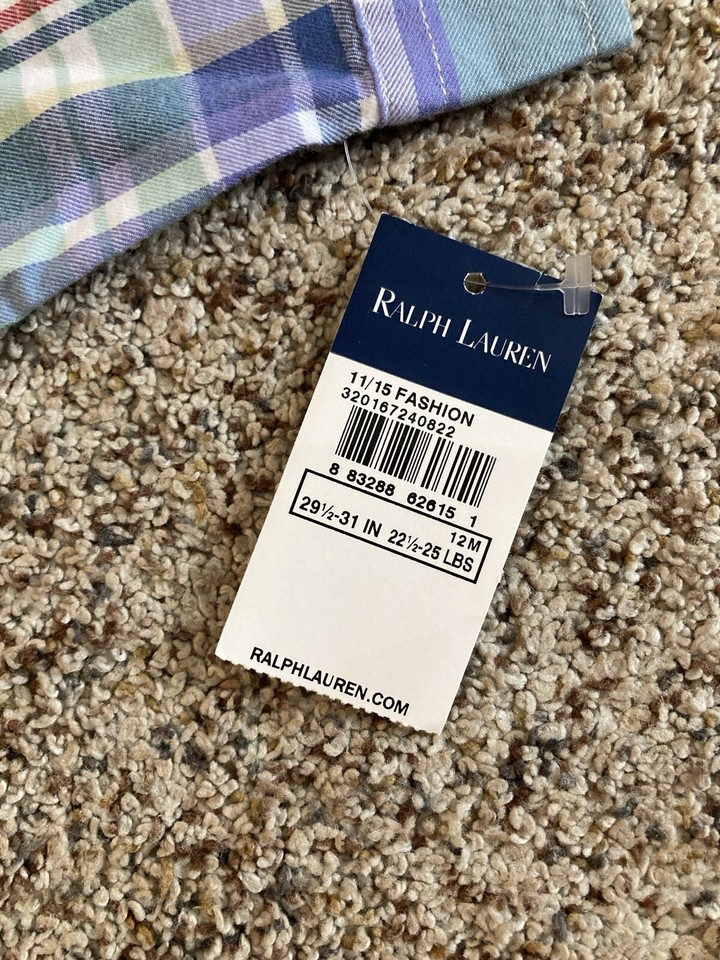 RALPH LAUREN
11/15 FASHION
320167240822
8 83288 62615 1
12M
29½-31 IN 22½-25 LBS
RALPHLAUREN.COM